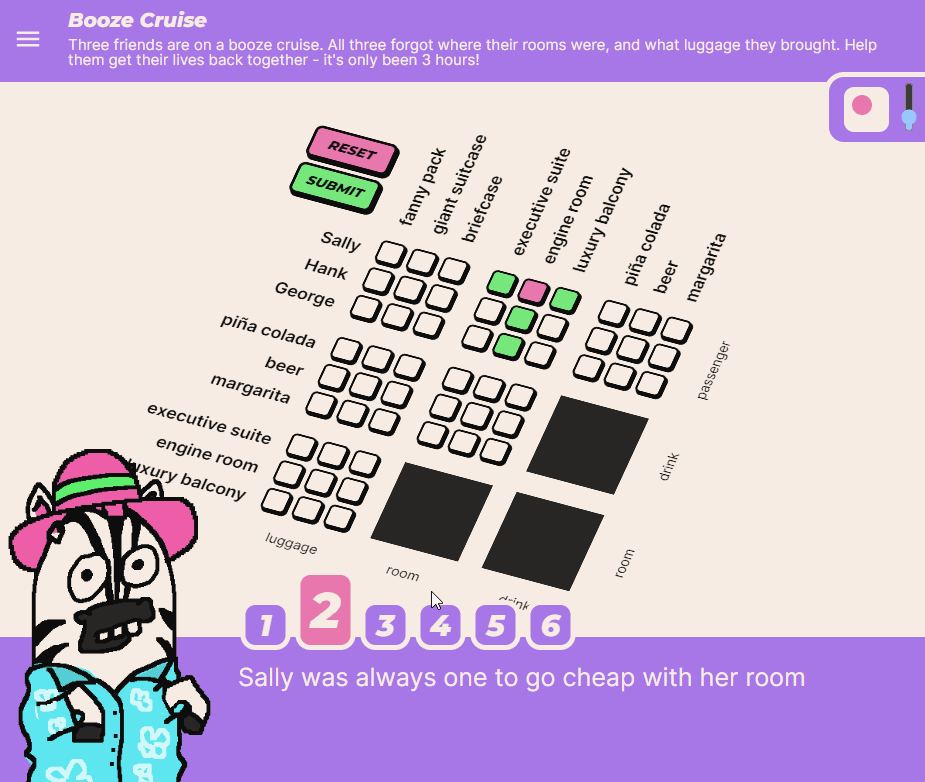 Booze Cruise
Three friends are on a booze cruise. All three forgot where their rooms were, and what luggage they brought. Help
them get their lives back together - it's only been 3 hours!
RESET
SUBMIT
fanny pack
giant suitcase
briefcase
executive suite
engine room
luxury balcony
piña colada
beer
margarita
Sally
Hank
George
piña colada
beer
margarita
executive suite
engine room
luxury balcony
passenger
drink
room
luggage
room
drink
1 2 3 4 5 6
Sally was always one to go cheap with her room